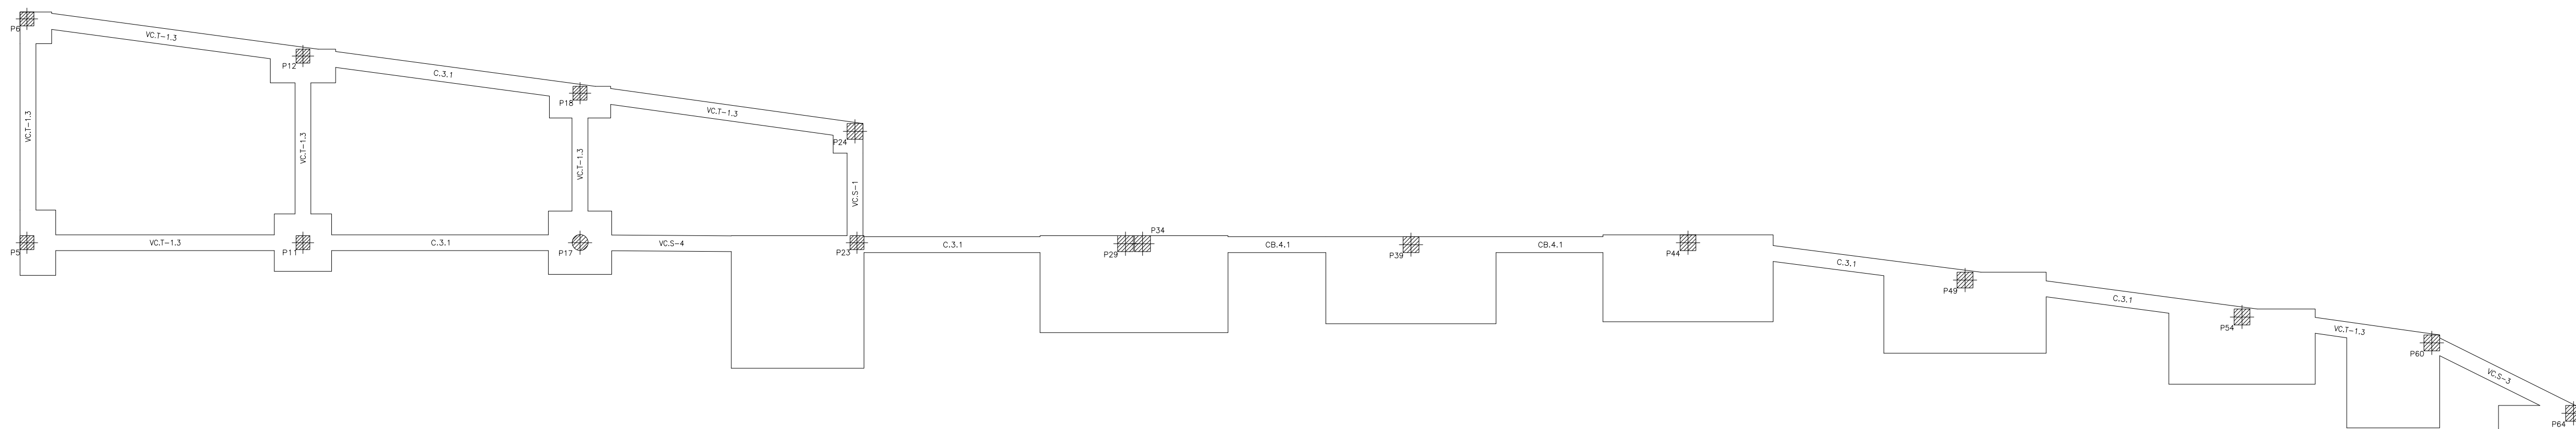 P6
VC.T-1.3
P12
C.3.1
P18
VC.T-1.3
P24
VC.T-1.3
VC.T-1.3
VC.T-1.3
VC.S-1
P5
VC.T-1.3
P11
C.3.1
P17
VC.S-4
P23
C.3.1
P29
P34
CB.4.1
P39
CB.4.1
P44
C.3.1
P49
C.3.1
P54
VC.T-1.3
P60
VC.S-3
P64